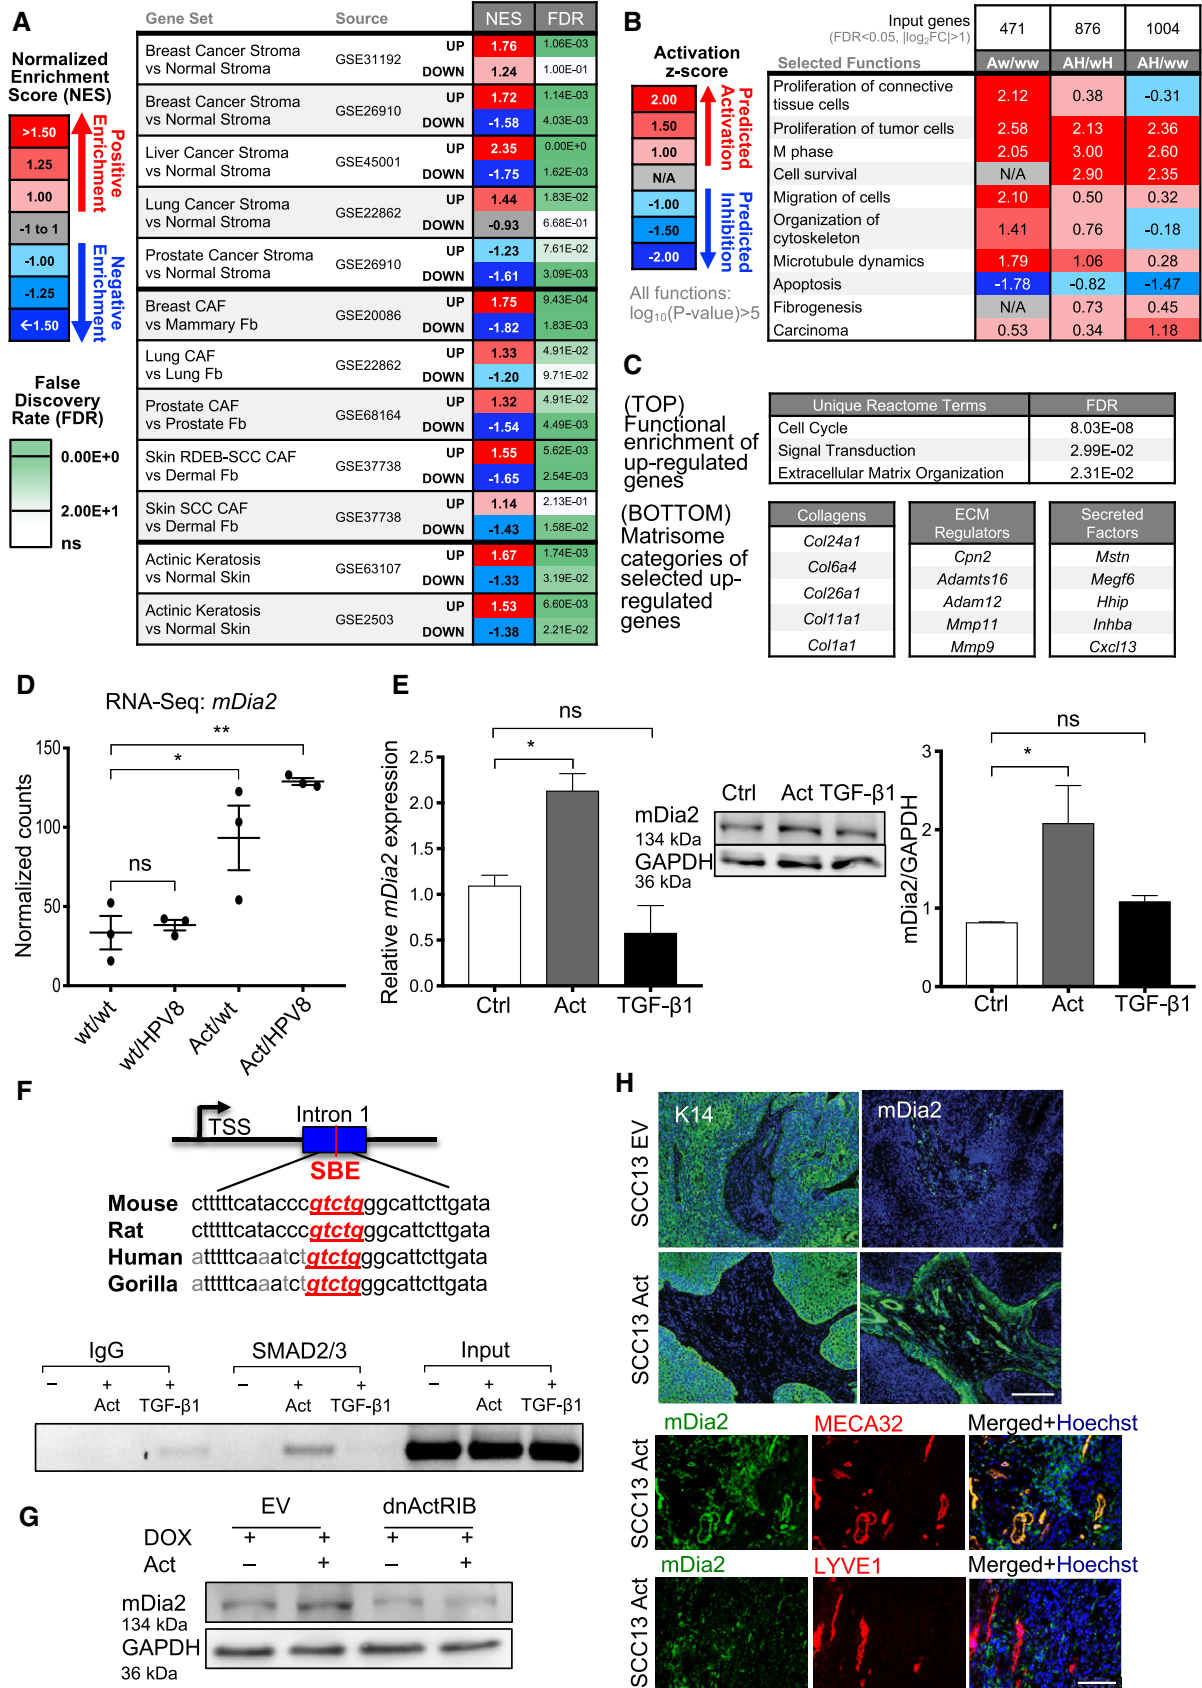 A
Gene Set Source NES FDR
Normalized
Enrichment
Score (NES)
>1.50
1.25
1.00
-1 to 1
-1.00
-1.25
←1.50
Positive
Enrichment
Negative
Enrichment
False
Discovery
Rate (FDR)
0.00E+0
2.00E+1
ns
Breast Cancer Stroma
vs Normal Stroma
GSE31192
UP 1.76 1.06E-03
DOWN 1.24 1.00E-01
Breast Cancer Stroma
vs Normal Stroma
GSE26910
UP 1.72 1.14E-03
DOWN -1.58 4.03E-03
Liver Cancer Stroma
vs Normal Stroma
GSE45001
UP 2.35 0.00E+0
DOWN -1.75 1.62E-03
Lung Cancer Stroma
vs Normal Stroma
GSE22862
UP 1.44 1.83E-02
DOWN -0.93 6.68E-01
Prostate Cancer Stroma
vs Normal Stroma
GSE26910
UP -1.23 7.61E-02
DOWN -1.61 3.09E-03
Breast CAF
vs Mammary Fb
GSE20086
UP 1.75 9.43E-04
DOWN -1.82 1.83E-03
Lung CAF
vs Lung Fb
GSE22862
UP 1.33 4.91E-02
DOWN -1.20 9.71E-02
Prostate CAF
vs Prostate Fb
GSE68164
UP 1.32 4.91E-02
DOWN -1.54 4.49E-03
Skin RDEB-SCC CAF
vs Dermal Fb
GSE37738
UP 1.55 5.62E-03
DOWN -1.65 2.54E-03
Skin SCC CAF
vs Dermal Fb
GSE37738
UP 1.14 2.13E-01
DOWN -1.43 1.58E-02
Actinic Keratosis
vs Normal Skin
GSE63107
UP 1.67 1.74E-03
DOWN -1.33 3.19E-02
Actinic Keratosis
vs Normal Skin
GSE2503
UP 1.53 6.60E-03
DOWN -1.38 2.21E-02
B
Activation
z-score
2.00
1.50
1.00
N/A
-1.00
-1.50
-2.00
Predicted
Activation
Predicted
Inhibition
All functions:
log₁₀(P-value)>5
Input genes 471 876 1004
(FDR<0.05, |log₂FC|>1)
Selected Functions Aw/ww AH/wH AH/ww
Proliferation of connective
tissue cells
2.12 0.38 -0.31
Proliferation of tumor cells 2.58 2.13 2.36
M phase 2.05 3.00 2.60
Cell survival N/A 2.90 2.35
Migration of cells 2.10 0.50 0.32
Organization of
cytoskeleton
1.41 0.76 -0.18
Microtubule dynamics 1.79 1.06 0.28
Apoptosis -1.78 -0.82 -1.47
Fibrogenesis N/A 0.73 0.45
Carcinoma 0.53 0.34 1.18
C
(TOP)
Functional
enrichment of
up-regulated
genes
Unique Reactome Terms FDR
Cell Cycle 8.03E-08
Signal Transduction 2.99E-02
Extracellular Matrix Organization 2.31E-02
(BOTTOM)
Matrisome
categories of
selected up-
regulated
genes
Collagens
Col24a1
Col6a4
Col26a1
Col11a1
Col1a1
ECM
Regulators
Cpn2
Adamts16
Adam12
Mmp11
Mmp9
Secreted
Factors
Mstn
Megf6
Hhip
Inhba
Cxcl13
D
RNA-Seq: mDia2
Normalized counts
150
100
50
0
ns
*
**
wt/wt
wt/HPV8
Act/wt
Act/HPV8
E
Relative mDia2 expression
2.5
2.0
1.5
1.0
0.5
0.0
ns
*
Ctrl Act TGF-β1
Ctrl Act TGF-β1
mDia2
134 kDa
GAPDH
36 kDa
mDia2/GAPDH
3
2
1
0
ns
*
Ctrl Act TGF-β1
F
TSS
Intron 1
SBE
Mouse cttttttcataccc gtctg ggcattcttgata
Rat cttttttcataccc gtctg ggcattcttgata
Human atttttcaaatct gtctg ggcattcttgata
Gorilla atttttcaaatct gtctg ggcattcttgata
IgG SMAD2/3 Input
– + + – + + – + +
Act TGF-β1 Act TGF-β1 Act TGF-β1
G
EV dnActRIB
DOX + + + +
Act – + – +
mDia2
134 kDa
GAPDH
36 kDa
H
SCC13 EV
K14
mDia2
SCC13 Act
mDia2 MECA32 Merged+Hoechst
SCC13 Act
mDia2 LYVE1 Merged+Hoechst
SCC13 Act